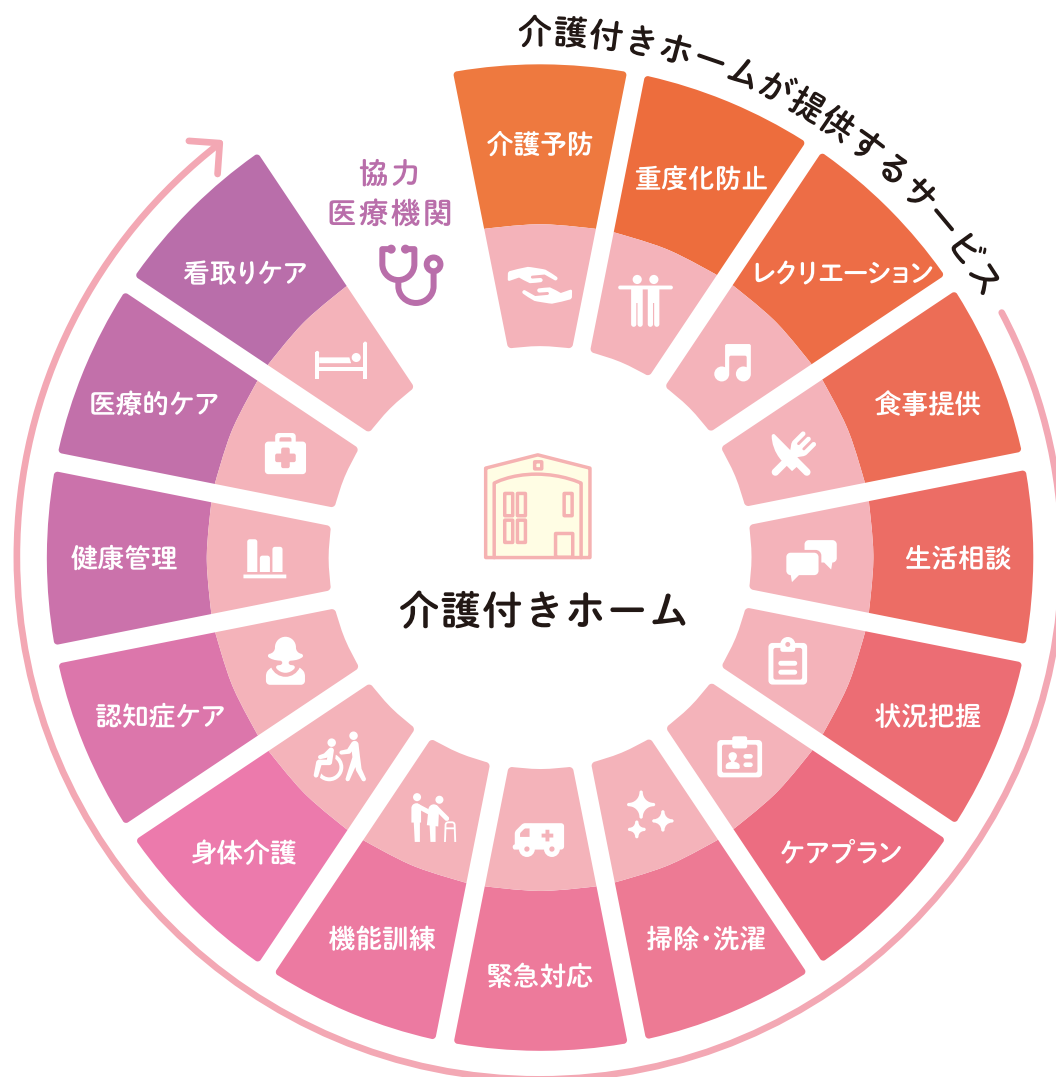 介護付きホームが提供するサービス
介護予防
重度化防止
レクリエーション
食事提供
生活相談
状況把握
ケアプラン
掃除・洗濯
緊急対応
機能訓練
身体介護
認知症ケア
健康管理
医療的ケア
看取りケア
協力
医療機関
介護付きホーム